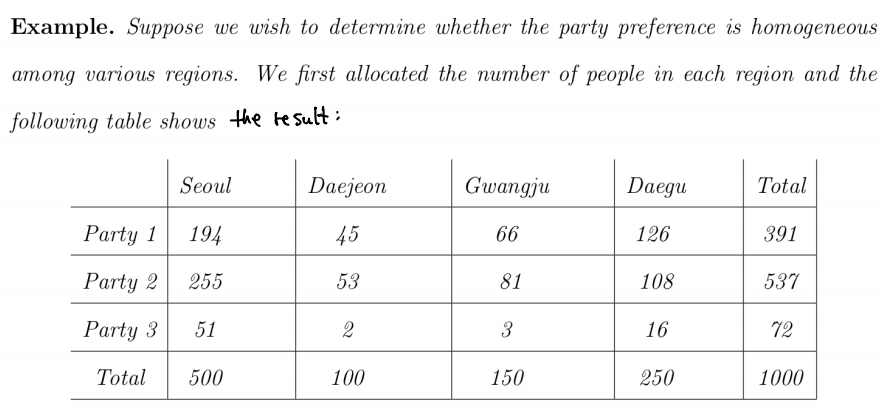 Example. Suppose we wish to determine whether the party preference is homogeneous
among various regions. We first allocated the number of people in each region and the
following table shows the result:
Seoul Daejeon Gwangju Daegu Total
Party 1 194 45 66 126 391
Party 2 255 53 81 108 537
Party 3 51 2 3 16 72
Total 500 100 150 250 1000